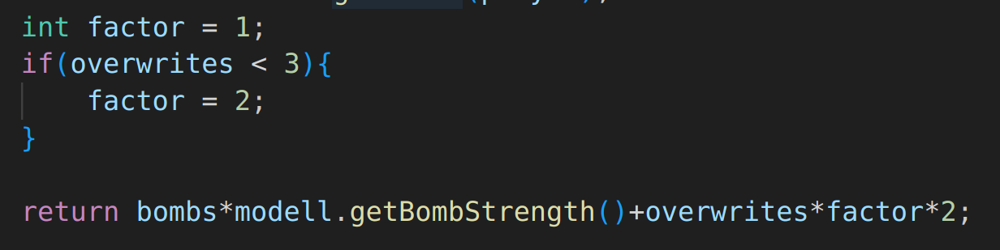 int factor = 1;
if(overwrites < 3){
    factor = 2;
}
return bombs*modell.getBombStrength()+overwrites*factor*2;